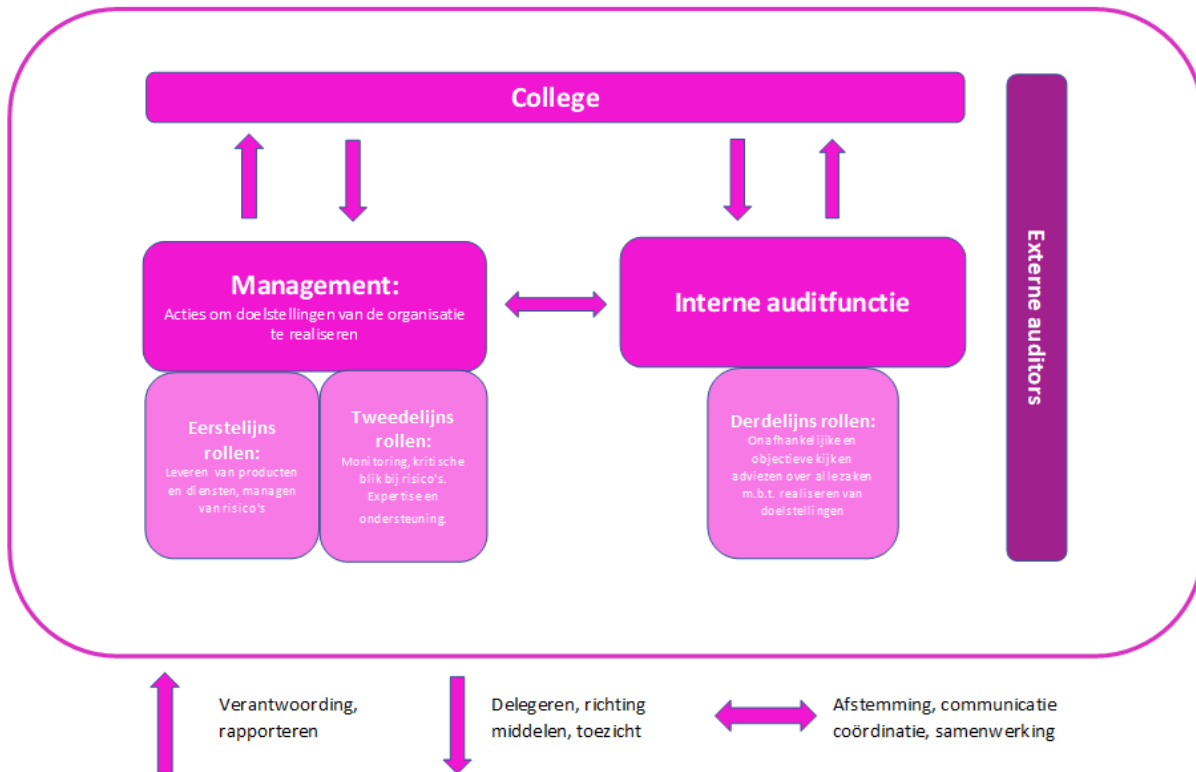 College
Externe auditors
Management:
Acties om doelstellingen van de organisatie
te realiseren
Interne auditfunctie
Eerstelijns
rollen:
Leveren van producten
en diensten, managen
van risico's
Tweedelijns
rollen:
Monitoring, kritische
blik bij risico's.
Expertise en
ondersteuning.
Derdelijns rollen:
Onafhankelijke en
objectieve kijk en
adviezen over alle zaken
m.b.t. realiseren van
doelstellingen
Verantwoording,
rapporteren
Delegeren, richting
middelen, toezicht
Afstemming, communicatie
coördinatie, samenwerking